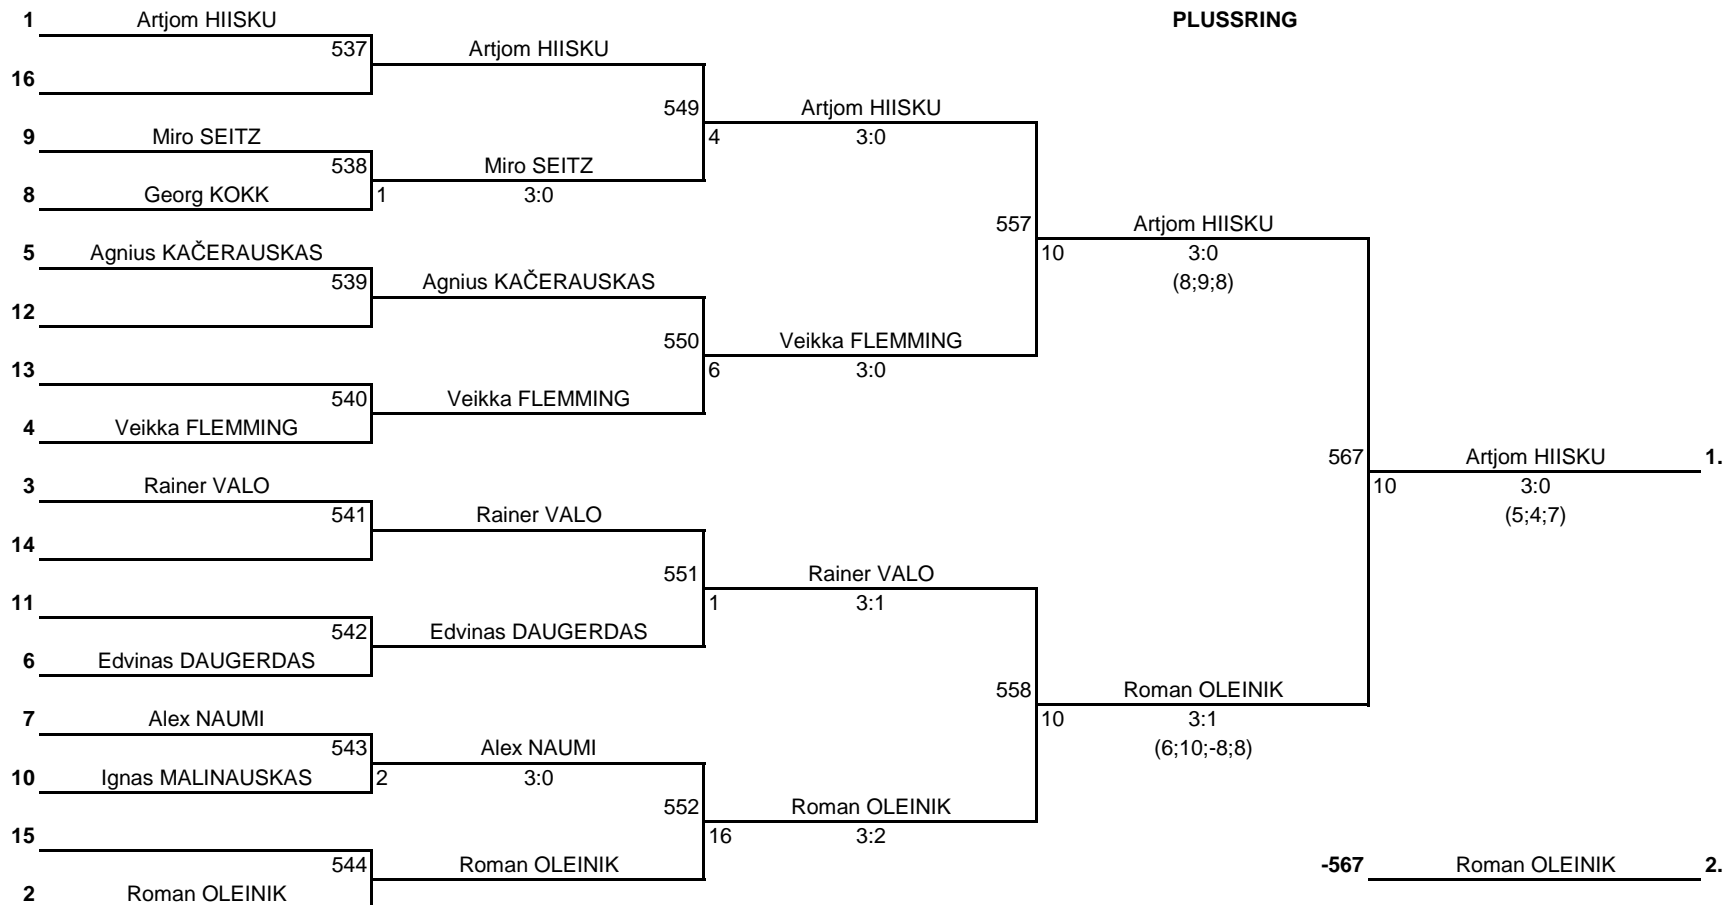 1 Artjom HIISKU PLUSSRING
537 Artjom HIISKU
16
549 Artjom HIISKU
9 Miro SEITZ 4 3:0
538 Miro SEITZ
8 Georg KOKK 1 3:0
557 Artjom HIISKU
5 Agnius KAČERAUSKAS 10 3:0
539 Agnius KAČERAUSKAS (8;9;8)
12
550 Veikka FLEMMING
13 6 3:0
540 Veikka FLEMMING
4 Veikka FLEMMING
567 Artjom HIISKU 1.
3 Rainer VALO 10 3:0
541 Rainer VALO (5;4;7)
14
551 Rainer VALO
11 1 3:1
542 Edvinas DAUGERDAS
6 Edvinas DAUGERDAS
558 Roman OLEINIK
7 Alex NAUMI 10 3:1
543 Alex NAUMI (6;10;-8;8)
10 Ignas MALINAUSKAS 2 3:0
552 Roman OLEINIK
15 16 3:2
544 Roman OLEINIK -567 Roman OLEINIK 2.
2 Roman OLEINIK